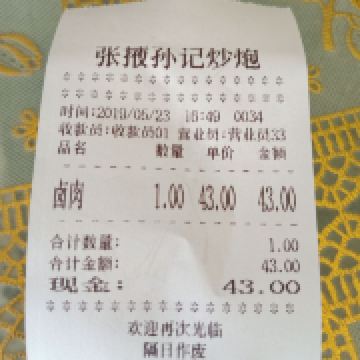 张掖孙记炒炮
时间:2019/05/23 16:49 0034
收款员:收款员01 营业员:营业员33
品名 数量 单价 金额
卤肉 1.00 43.00 43.00
合计数量: 1.00
合计金额: 43.00
现金: 43.00
欢迎再次光临
隔日作废